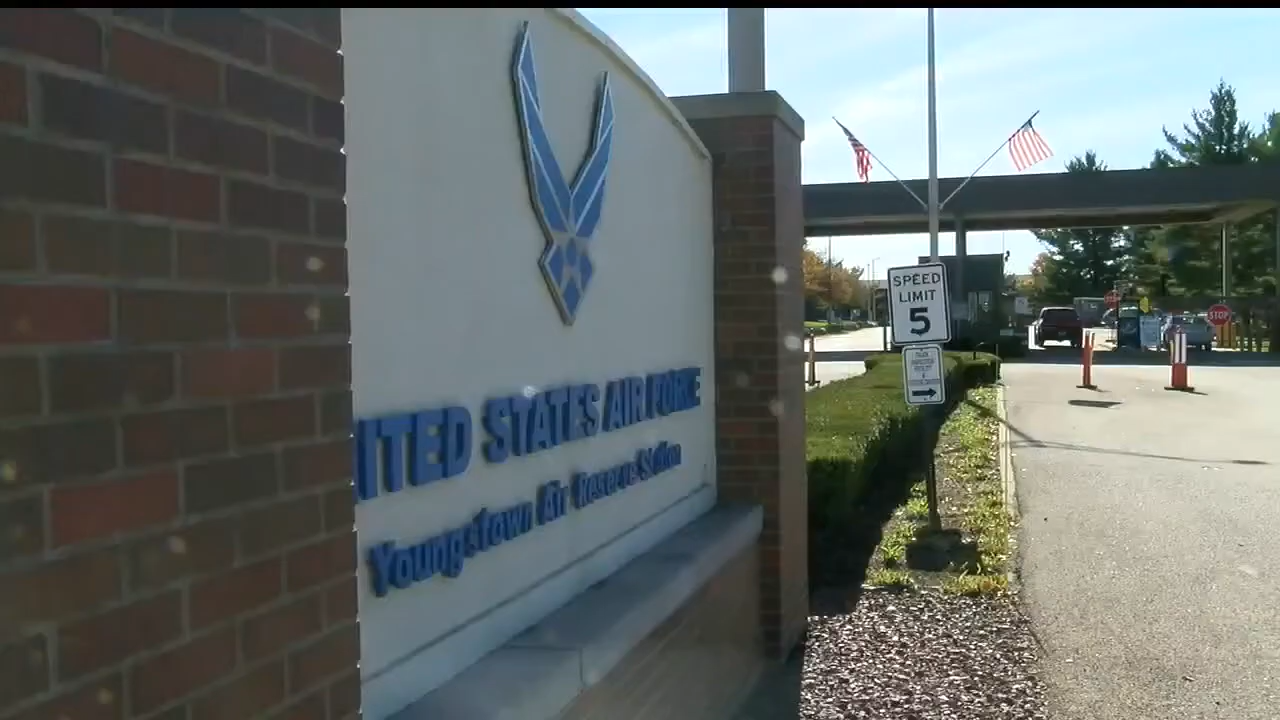 ITED STATES AIR FORCE
Youngstown Air Reserve Station
SPEED
LIMIT
5
STOP